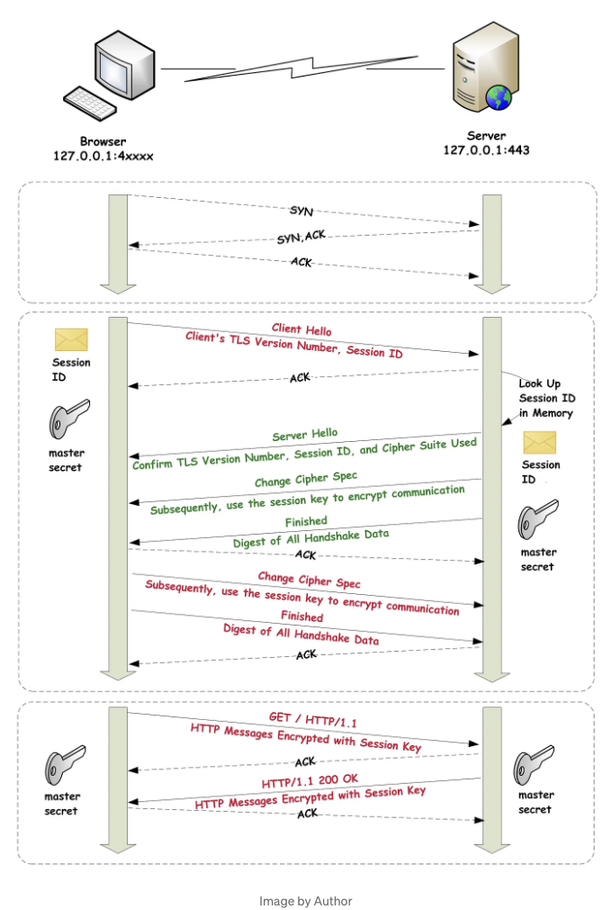 Browser
127.0.0.1:4xxxx
Server
127.0.0.1:443
SYN
SYN,ACK
ACK
Client Hello
Client's TLS Version Number, Session ID
Session
ID
ACK
Look Up
Session ID
in Memory
master
secret
Server Hello
Confirm TLS Version Number, Session ID, and Cipher Suite Used
Session
ID
Change Cipher Spec
Subsequently, use the session key to encrypt communication
Finished
Digest of All Handshake Data
ACK
master
secret
Change Cipher Spec
Subsequently, use the session key to encrypt communication
Finished
Digest of All Handshake Data
ACK
GET / HTTP/1.1
HTTP Messages Encrypted with Session Key
ACK
master
secret
HTTP/1.1 200 OK
HTTP Messages Encrypted with Session Key
master
secret
ACK
Image by Author